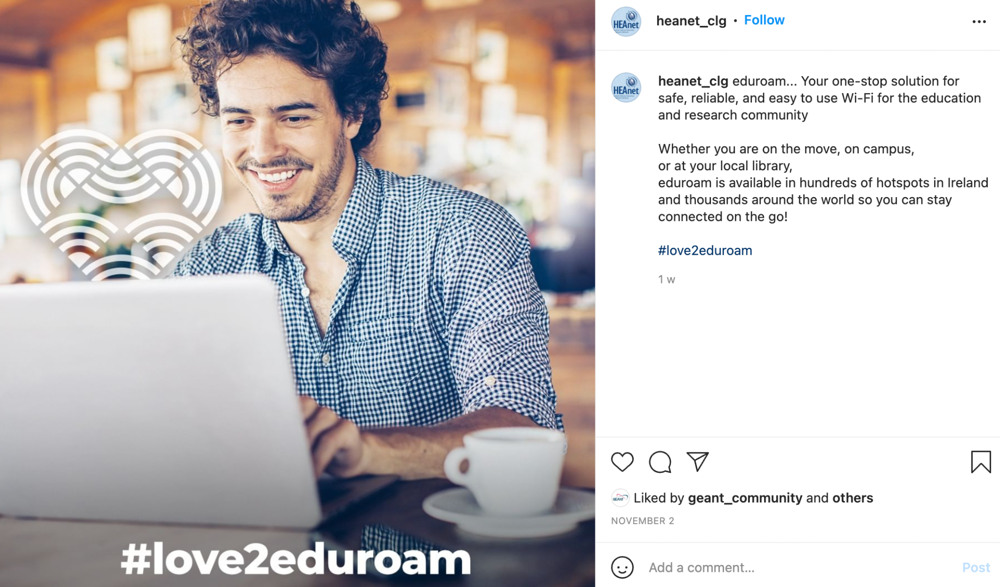 #love2eduroam
HEAnet
heanet_clg • Follow
HEAnet
heanet_clg eduroam... Your one-stop solution for
safe, reliable, and easy to use Wi-Fi for the education
and research community
Whether you are on the move, on campus,
or at your local library,
eduroam is available in hundreds of hotspots in Ireland
and thousands around the world so you can stay
connected on the go!
#love2eduroam
1 w
GEANT
Liked by geant_community and others
NOVEMBER 2
Add a comment...
Post